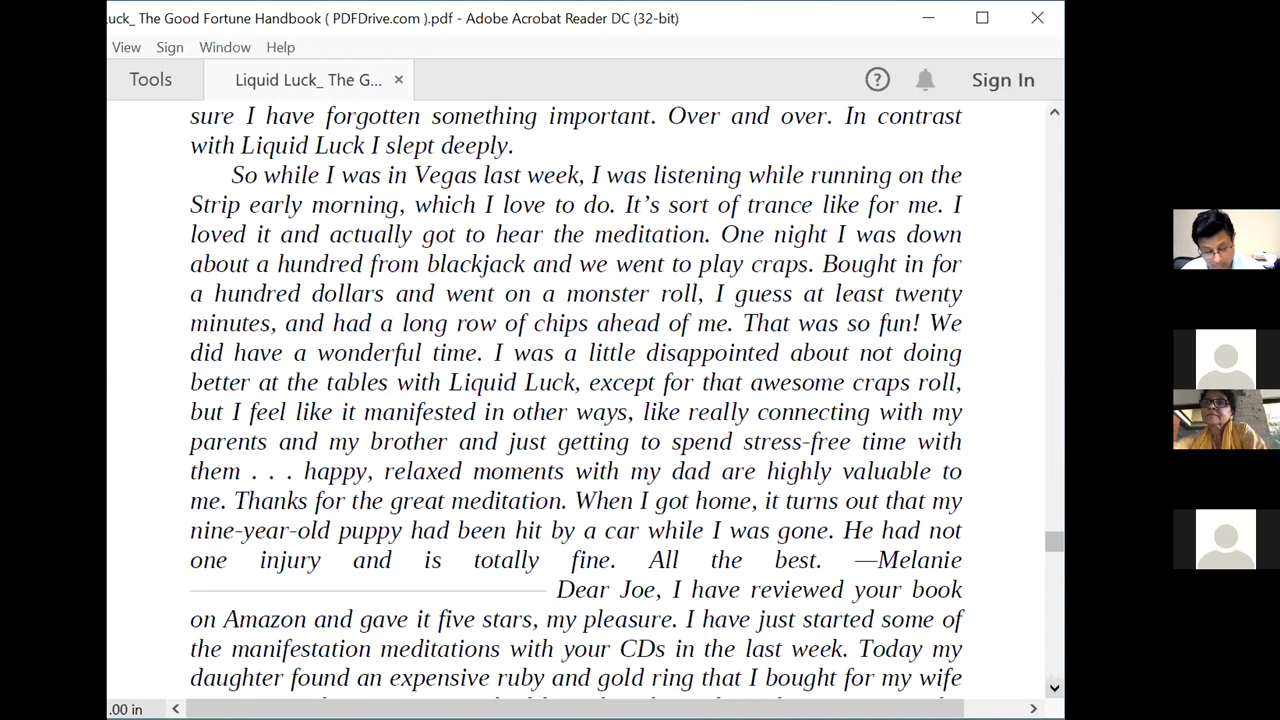 uck_ The Good Fortune Handbook ( PDFDrive.com ).pdf - Adobe Acrobat Reader DC (32-bit)
View Sign Window Help
Tools Liquid Luck_ The G... × Sign In
sure I have forgotten something important. Over and over. In contrast
with Liquid Luck I slept deeply.
So while I was in Vegas last week, I was listening while running on the
Strip early morning, which I love to do. It’s sort of trance like for me. I
loved it and actually got to hear the meditation. One night I was down
about a hundred from blackjack and we went to play craps. Bought in for
a hundred dollars and went on a monster roll, I guess at least twenty
minutes, and had a long row of chips ahead of me. That was so fun! We
did have a wonderful time. I was a little disappointed about not doing
better at the tables with Liquid Luck, except for that awesome craps roll,
but I feel like it manifested in other ways, like really connecting with my
parents and my brother and just getting to spend stress-free time with
them . . . happy, relaxed moments with my dad are highly valuable to
me. Thanks for the great meditation. When I got home, it turns out that my
nine-year-old puppy had been hit by a car while I was gone. He had not
one injury and is totally fine. All the best. —Melanie
Dear Joe, I have reviewed your book
on Amazon and gave it five stars, my pleasure. I have just started some of
the manifestation meditations with your CDs in the last week. Today my
daughter found an expensive ruby and gold ring that I bought for my wife
.00 in